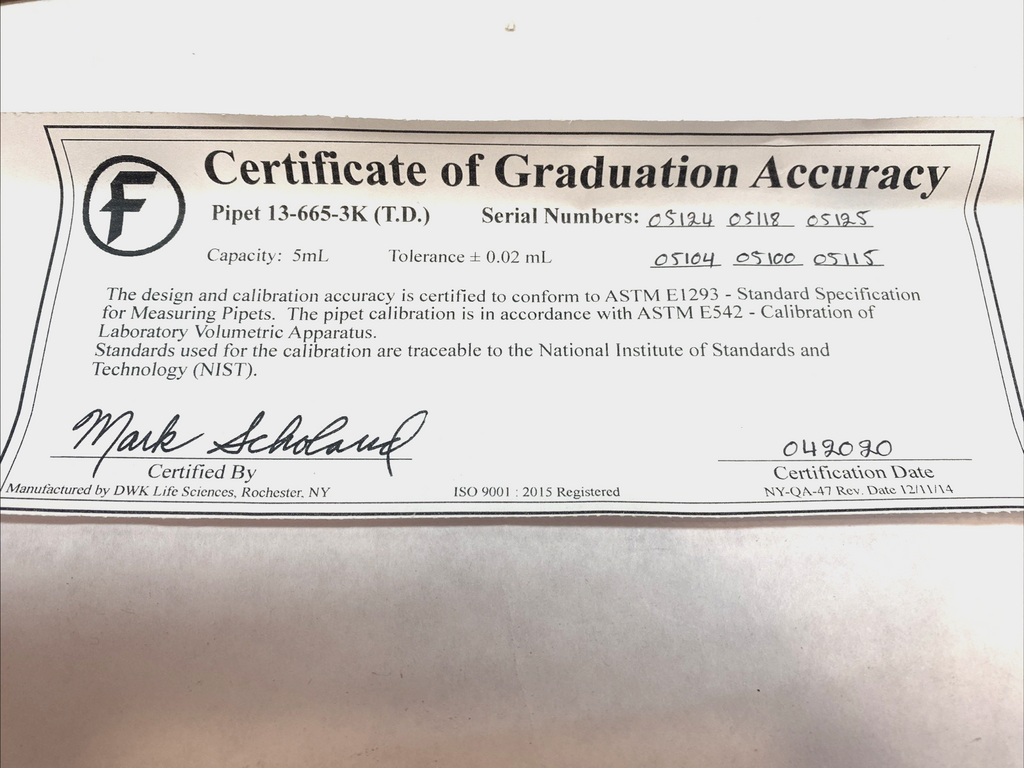 F
Certificate of Graduation Accuracy
Pipet 13-665-3K (T.D.) Serial Numbers: 05124 05118 05125
Capacity: 5mL Tolerance ± 0.02 mL 05104 05100 05115
The design and calibration accuracy is certified to conform to ASTM E1293 - Standard Specification
for Measuring Pipets. The pipet calibration is in accordance with ASTM E542 - Calibration of
Laboratory Volumetric Apparatus.
Standards used for the calibration are traceable to the National Institute of Standards and
Technology (NIST).
Mark Scholand 042020
Certified By Certification Date
Manufactured by DWK Life Sciences, Rochester, NY ISO 9001 : 2015 Registered NY-QA-47 Rev. Date 12/11/14